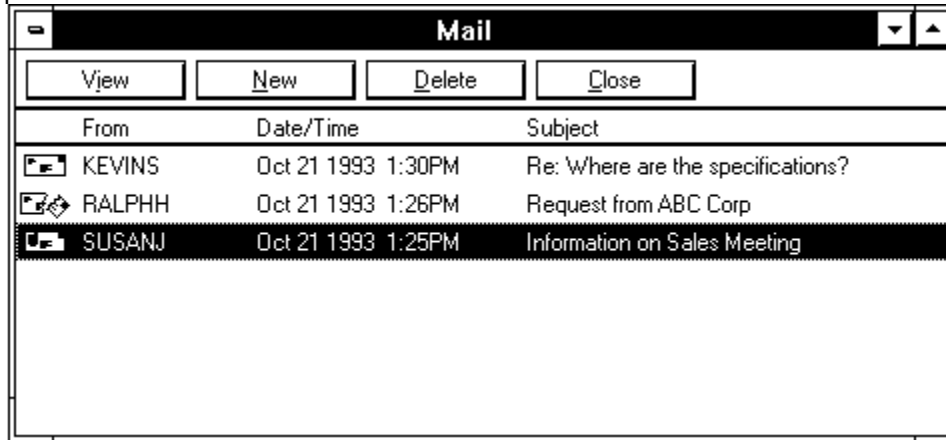 Mail
View New Delete Close
From Date/Time Subject
KEVINS Oct 21 1993 1:30PM Re: Where are the specifications?
RALPHH Oct 21 1993 1:26PM Request from ABC Corp
SUSANJ Oct 21 1993 1:25PM Information on Sales Meeting